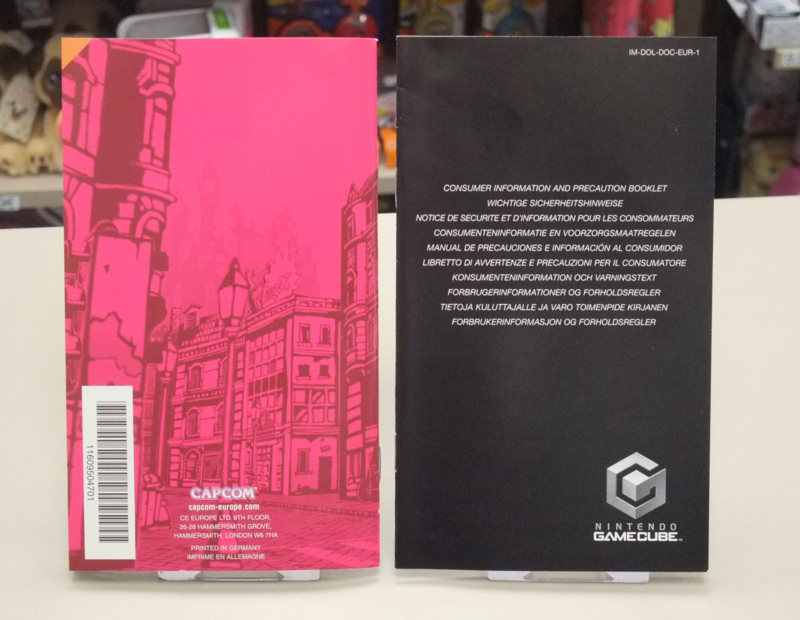 11609504701
CAPCOM
capcom-europe.com
CE EUROPE LTD. 9TH FLOOR,
26-28 HAMMERSMITH GROVE,
HAMMERSMITH, LONDON W6 7HA
PRINTED IN GERMANY
IMPRIME EN ALLEMAGNE
IM-DOL-DOC-EUR-1
CONSUMER INFORMATION AND PRECAUTION BOOKLET
WICHTIGE SICHERHEITSHINWEISE
NOTICE DE SECURITE ET D'INFORMATION POUR LES CONSOMMATEURS
CONSUMENTENINFORMATIE EN VOORZORGSMAATREGELEN
MANUAL DE PRECAUCIONES E INFORMACIÓN AL CONSUMIDOR
LIBRETTO DI AVVERTENZE E PRECAUZIONI PER IL CONSUMATORE
KONSUMENTENINFORMATION OCH VARNINGSTEXT
FORBRUGERINFORMATIONER OG FORHOLDSREGLER
TIETOJA KULUTTAJALLE JA VARO TOIMENPIDE KIRJANEN
FORBRUKERINFORMASJON OG FORHOLDSREGLER
NINTENDO
GAMECUBE™